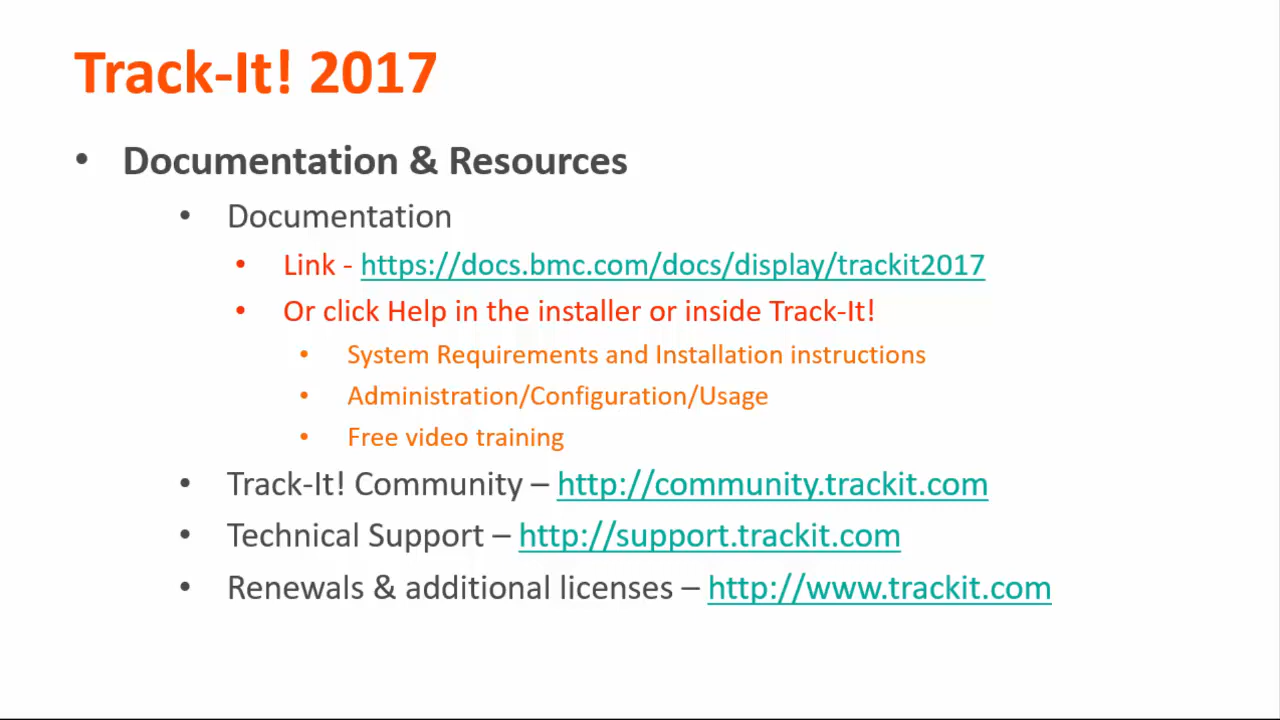 Track-It! 2017
• Documentation & Resources
• Documentation
• Link - https://docs.bmc.com/docs/display/trackit2017
• Or click Help in the installer or inside Track-It!
• System Requirements and Installation instructions
• Administration/Configuration/Usage
• Free video training
• Track-It! Community – http://community.trackit.com
• Technical Support – http://support.trackit.com
• Renewals & additional licenses – http://www.trackit.com